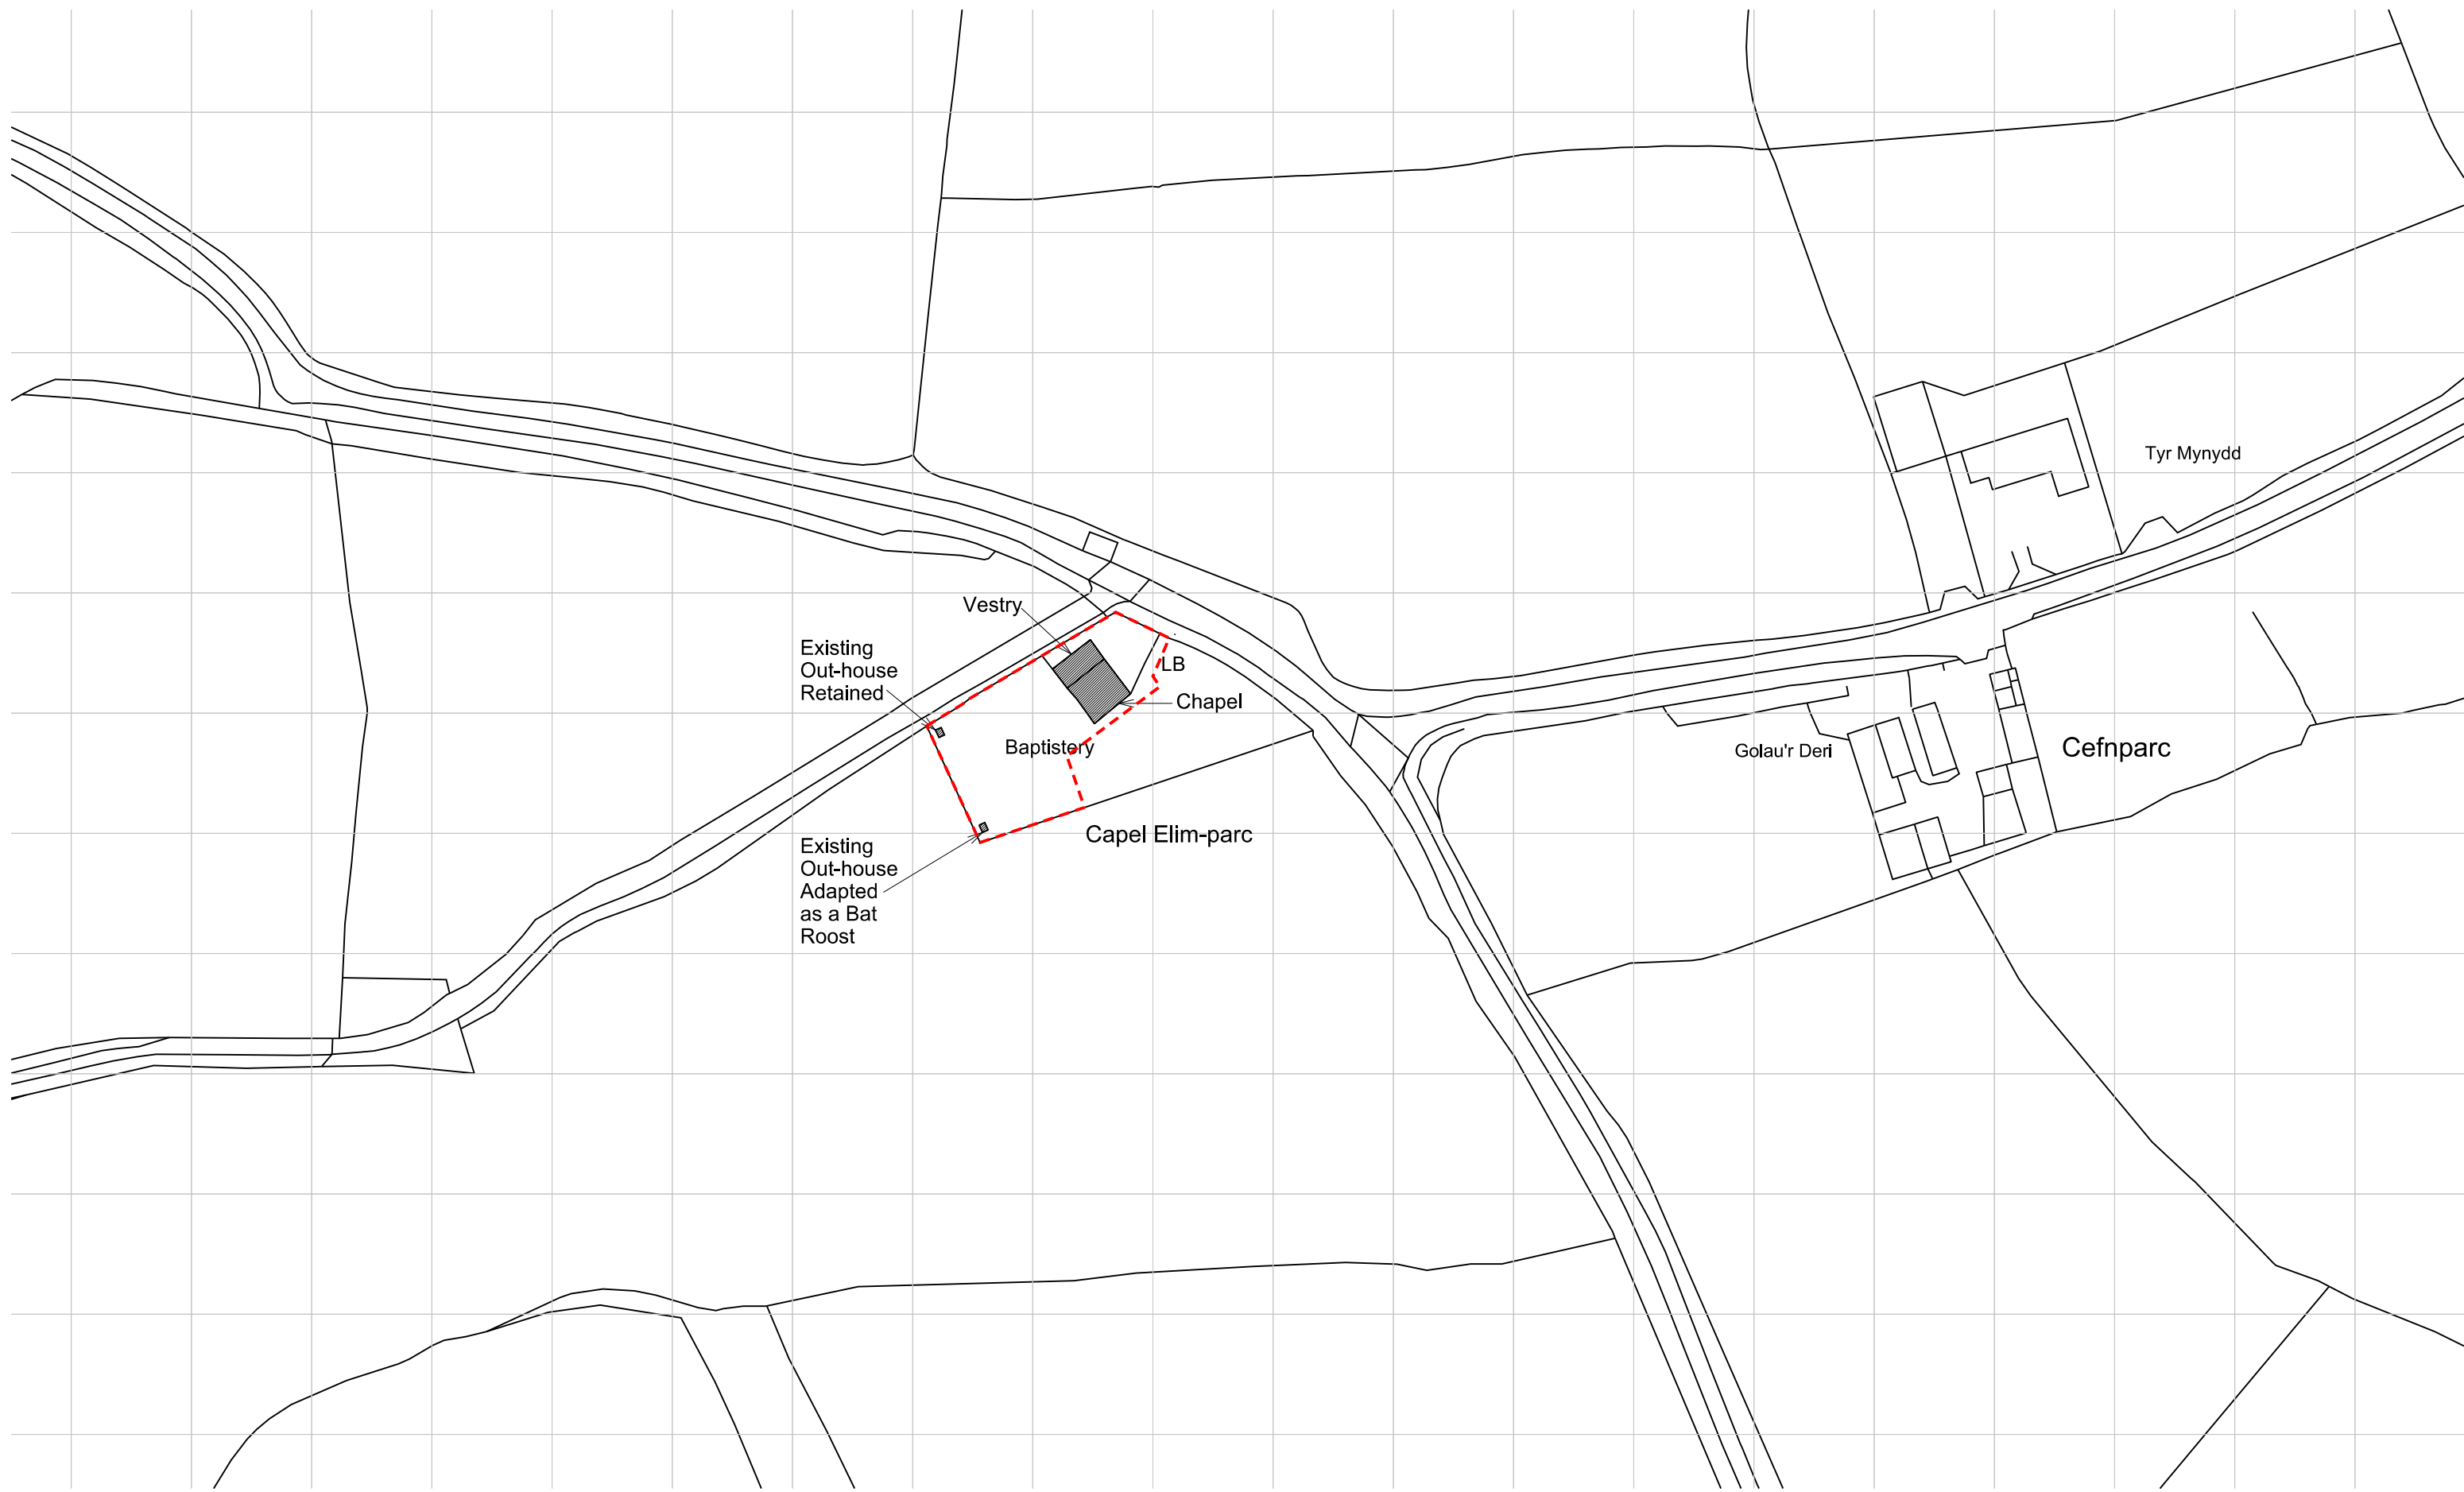 Tyr Mynydd
Vestry
Existing
Out-house
Retained
LB
Chapel
Baptistery
Golau'r Deri
Cefnparc
Capel Elim-parc
Existing
Out-house
Adapted
as a Bat
Roost